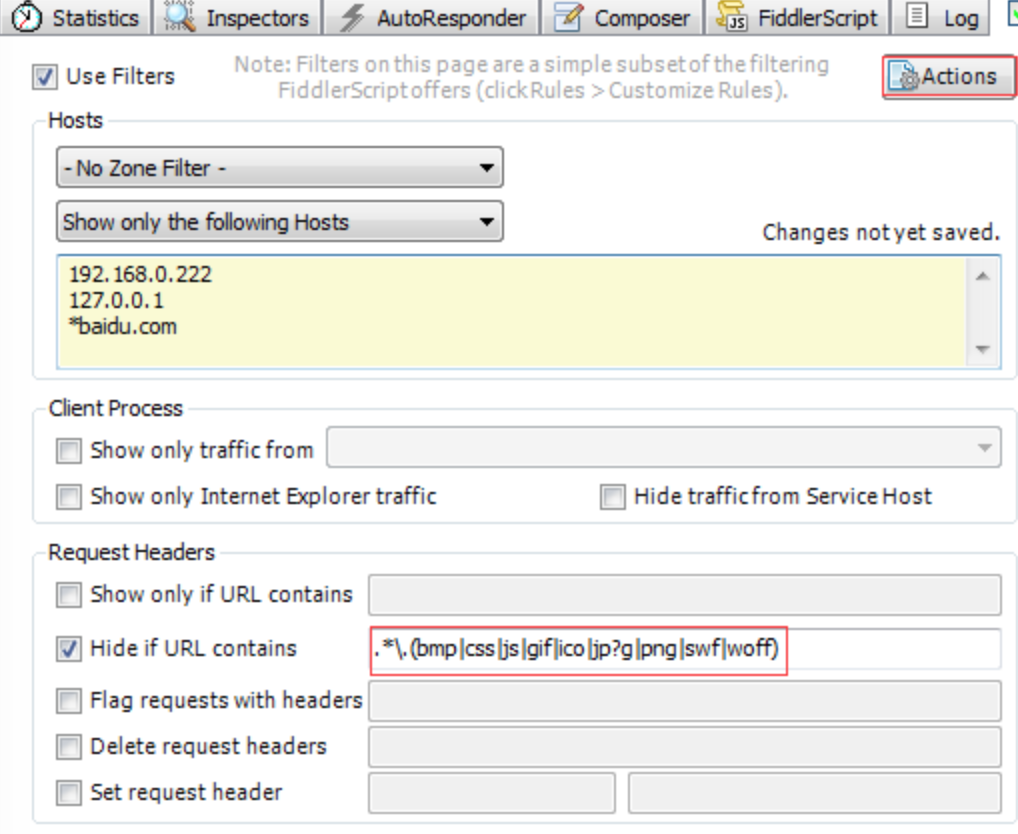 Statistics Inspectors AutoResponder Composer FiddlerScript Log
Use Filters
Note: Filters on this page are a simple subset of the filtering
FiddlerScript offers (click Rules > Customize Rules).
Actions
Hosts
- No Zone Filter -
Show only the following Hosts
Changes not yet saved.
192.168.0.222
127.0.0.1
*baidu.com
Client Process
Show only traffic from
Show only Internet Explorer traffic Hide traffic from Service Host
Request Headers
Show only if URL contains
Hide if URL contains .*\.(bmp|css|js|gif|ico|jp?g|png|swf|woff)
Flag requests with headers
Delete request headers
Set request header